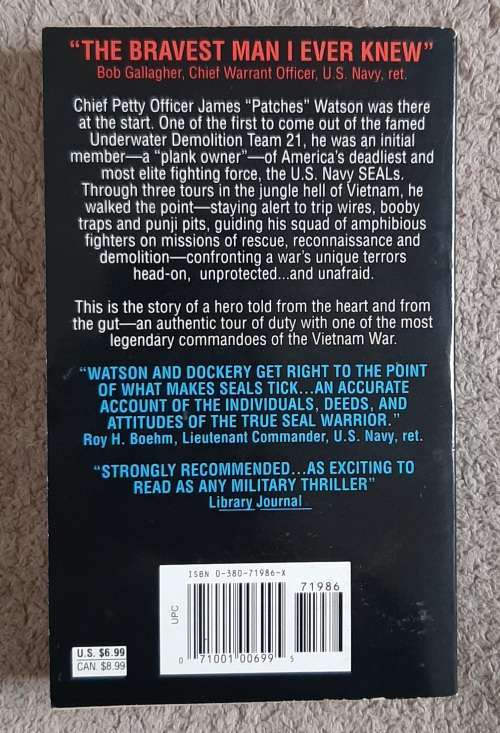 "THE BRAVEST MAN I EVER KNEW"
Bob Gallagher, Chief Warrant Officer, U.S. Navy, ret.
Chief Petty Officer James "Patches" Watson was there
at the start. One of the first to come out of the famed
Underwater Demolition Team 21, he was an initial
member—a "plank owner"—of America's deadliest and
most elite fighting force, the U.S. Navy SEALs.
Through three tours in the jungle hell of Vietnam, he
walked the point—staying alert to trip wires, booby
traps and punji pits, guiding his squad of amphibious
fighters on missions of rescue, reconnaissance and
demolition—confronting a war's unique terrors
head-on, unprotected...and unafraid.
This is the story of a hero told from the heart and from
the gut—an authentic tour of duty with one of the most
legendary commandoes of the Vietnam War.
"WATSON AND DOCKERY GET RIGHT TO THE POINT
OF WHAT MAKES SEALS TICK...AN ACCURATE
ACCOUNT OF THE INDIVIDUALS, DEEDS, AND
ATTITUDES OF THE TRUE SEAL WARRIOR."
Roy H. Boehm, Lieutenant Commander, U.S. Navy, ret.
"STRONGLY RECOMMENDED...AS EXCITING TO
READ AS ANY MILITARY THRILLER"
Library Journal
ISBN 0-380-71986-X
71986
UPC
0 71001 00699 5
U.S. $6.99
CAN. $8.99